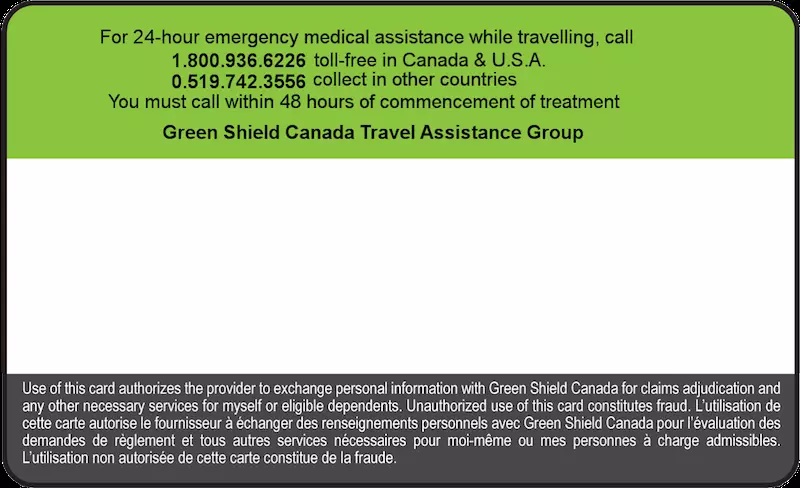 For 24-hour emergency medical assistance while travelling, call
1.800.936.6226 toll-free in Canada & U.S.A.
0.519.742.3556 collect in other countries
You must call within 48 hours of commencement of treatment
Green Shield Canada Travel Assistance Group
Use of this card authorizes the provider to exchange personal information with Green Shield Canada for claims adjudication and
any other necessary services for myself or eligible dependents. Unauthorized use of this card constitutes fraud. L’utilisation de
cette carte autorise le fournisseur à échanger des renseignements personnels avec Green Shield Canada pour l’évaluation des
demandes de règlement et tous autres services nécessaires pour moi-même ou mes personnes à charge admissibles.
L’utilisation non autorisée de cette carte constitue de la fraude.